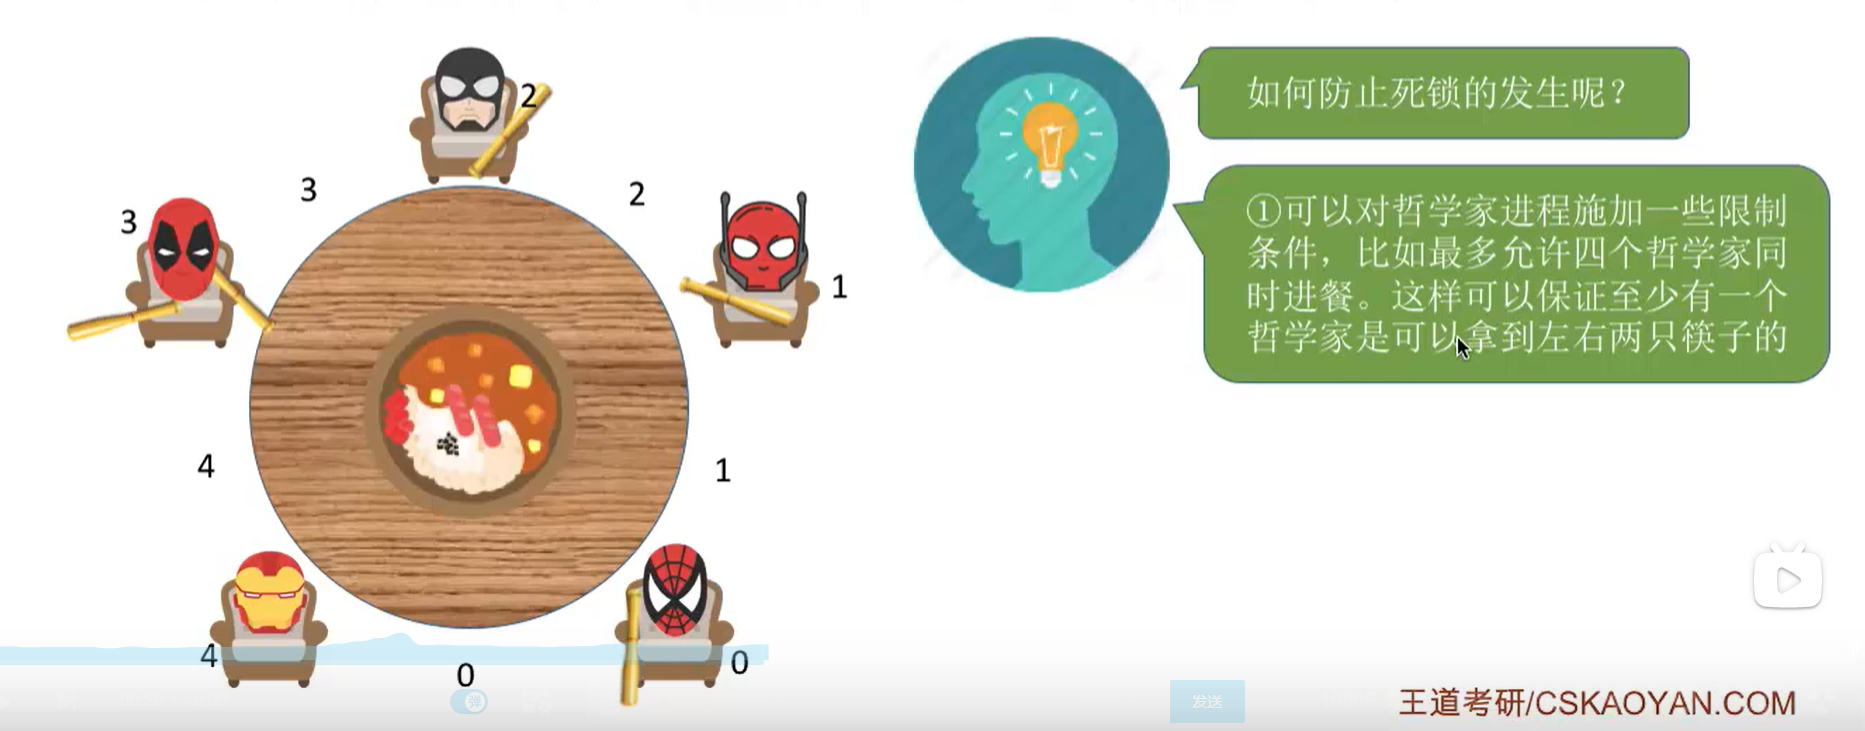 如何防止死锁的发生呢?
①可以对哲学家进程施加一些限制
条件，比如最多允许四个哲学家同
时进餐。这样可以保证至少有一个
哲学家是可以拿到左右两只筷子的
2
3
2
3
1
4
1
4
0
0
弹
发送
王道考研/CSKAOYAN.COM